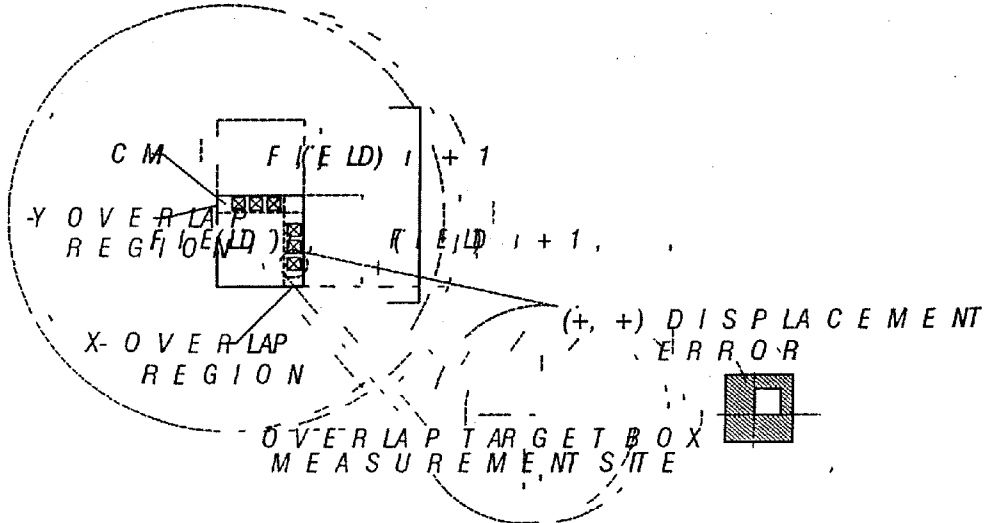 CM
FIELD (i, i + 1)
-Y OVERLAP
REGION
FIELD (i, i)
FIELD (i + 1, i)
X-OVERLAP
REGION
(+, +) DISPLACEMENT
ERROR
OVERLAP TARGET BOX
MEASUREMENT SITE